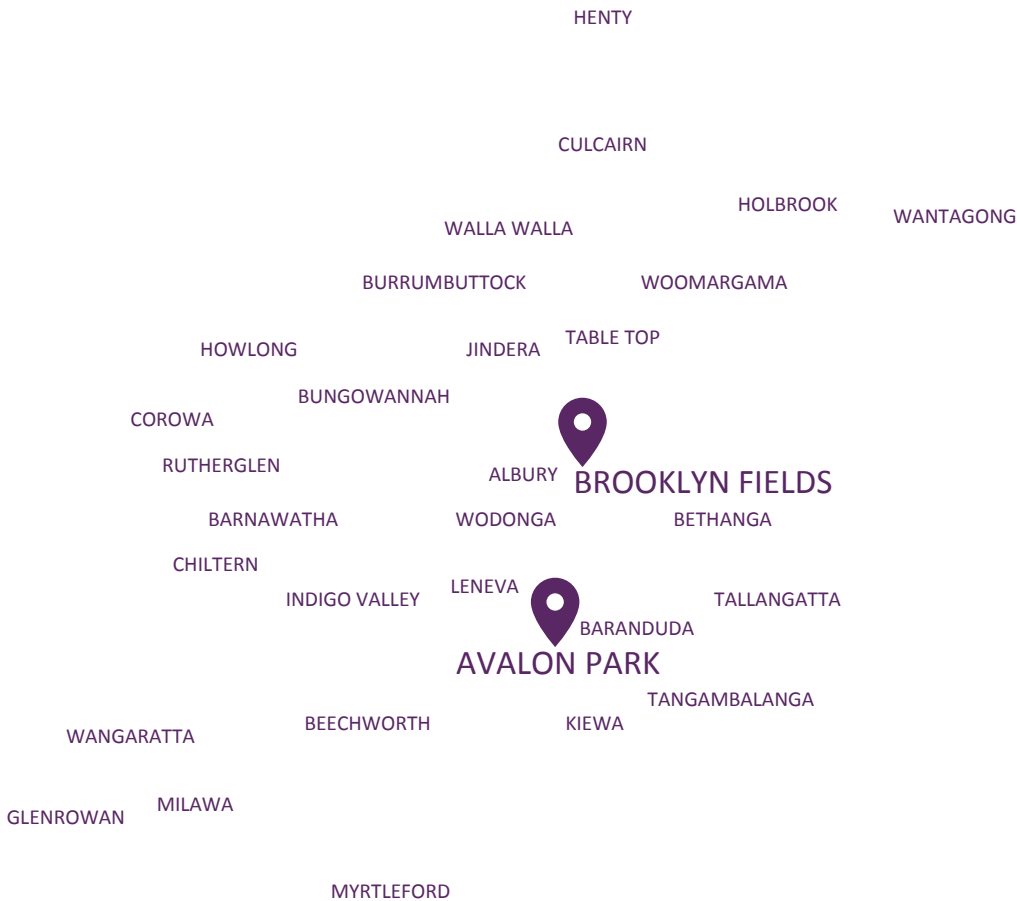 HENTY
CULCAIRN
HOLBROOK
WANTAGONG
WALLA WALLA
BURRUMBUTTOCK
WOOMARGAMA
TABLE TOP
HOWLONG
JINDERA
BUNGOWANNAH
COROWA
RUTHERGLEN
ALBURY
BROOKLYN FIELDS
BARNAWATHA
WODONGA
BETHANGA
CHILTERN
LENEVA
INDIGO VALLEY
TALLANGATTA
BARANDUDA
AVALON PARK
TANGAMBALANGA
BEECHWORTH
KIEWA
WANGARATTA
MILAWA
GLENROWAN
MYRTLEFORD